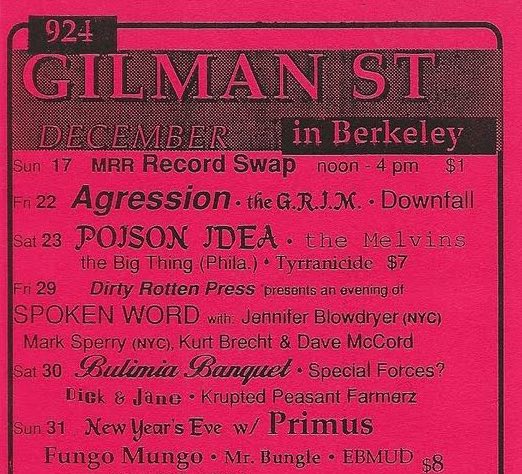 924
GILMAN ST
DECEMBER in Berkeley
Sun 17 MRR Record Swap noon - 4 pm $1
Fri 22 Agression • the G.R.I.M. • Downfall
Sat 23 POISON IDEA • the Melvins
the Big Thing (Phila.) • Tyrranicide $7
Fri 29 Dirty Rotten Press presents an evening of
SPOKEN WORD with: Jennifer Blowdryer (NYC)
Mark Sperry (NYC), Kurt Brecht & Dave McCord
Sat 30 Bulimia Banquet • Special Forces?
Dick & Jane • Krupted Peasant Farmerz
Sun 31 New Year's Eve w/ Primus
Fungo Mungo • Mr. Bungle • EBMUD $8